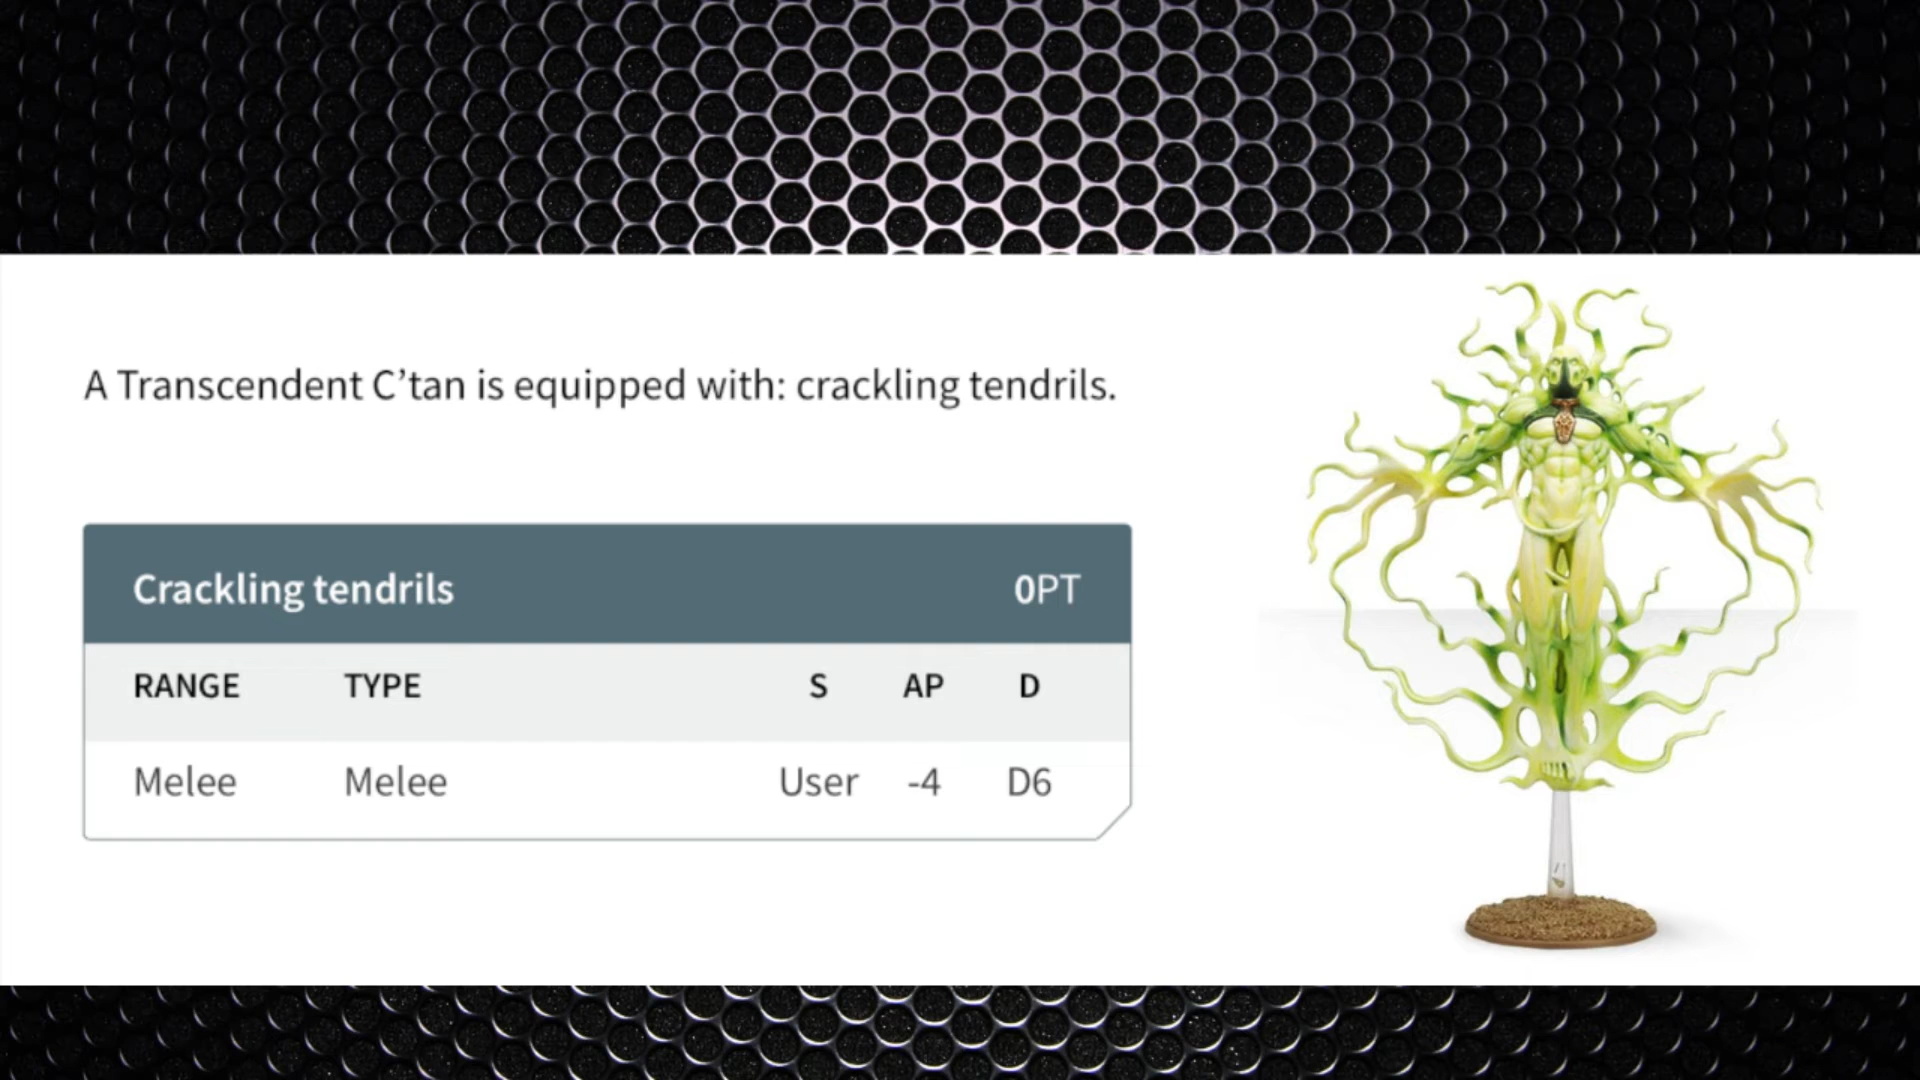 A Transcendent C’tan is equipped with: crackling tendrils.
Crackling tendrils 0PT
RANGE TYPE S AP D
Melee Melee User -4 D6